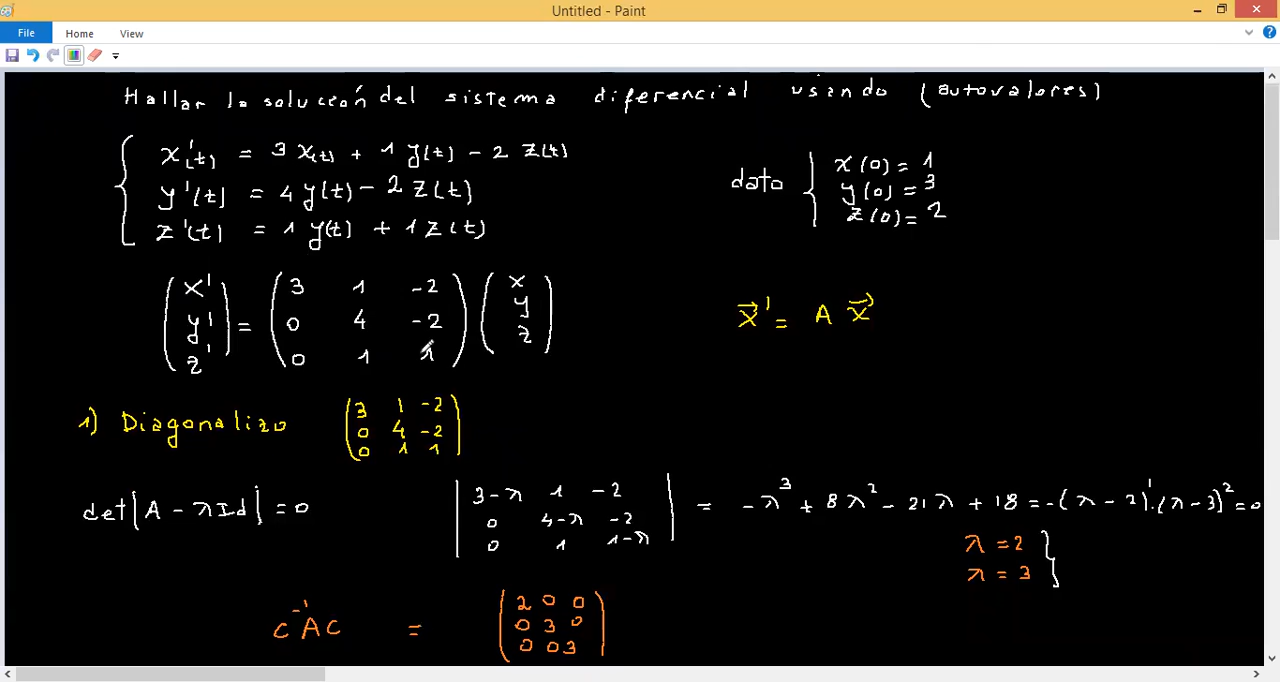 Untitled - Paint
File Home View
Hallar la solución del sistema diferencial usando (autovalores)
x'(t) = 3 x(t) + 1 y(t) - 2 z(t)
y'(t) = 4 y(t) - 2 z(t)
z'(t) = 1 y(t) + 1 z(t)
dato
x(0) = 1
y(0) = 3
z(0) = 2
x' 3 1 -2 x
y' = 0 4 -2 y
z' 0 1 1 z
x' = A x
1) Diagonalizo
3 1 -2
0 4 -2
0 1 1
det|A - λId| = 0
3-λ 1 -2
0 4-λ -2
0 1 1-λ
= -λ³ + 8λ² - 21λ + 18 = -(λ-2)¹·(λ-3)² = 0
λ = 2
λ = 3
C⁻¹AC =
2 0 0
0 3 0
0 0 3